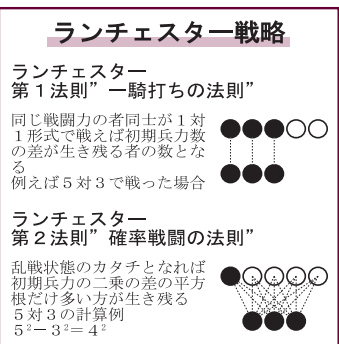 ランチェスター戦略
ランチェスター
第1法則”一騎打ちの法則”
同じ戦闘力の者同士が1対
1形式で戦えば初期兵力数
の差が生き残る者の数とな
る
例えば5対3で戦った場合
ランチェスター
第2法則”確率戦闘の法則”
乱戦状態のカタチとなれば
初期兵力の二乗の差の平方
根だけ多い方が生き残る
5対3の計算例
5²－3²＝4²